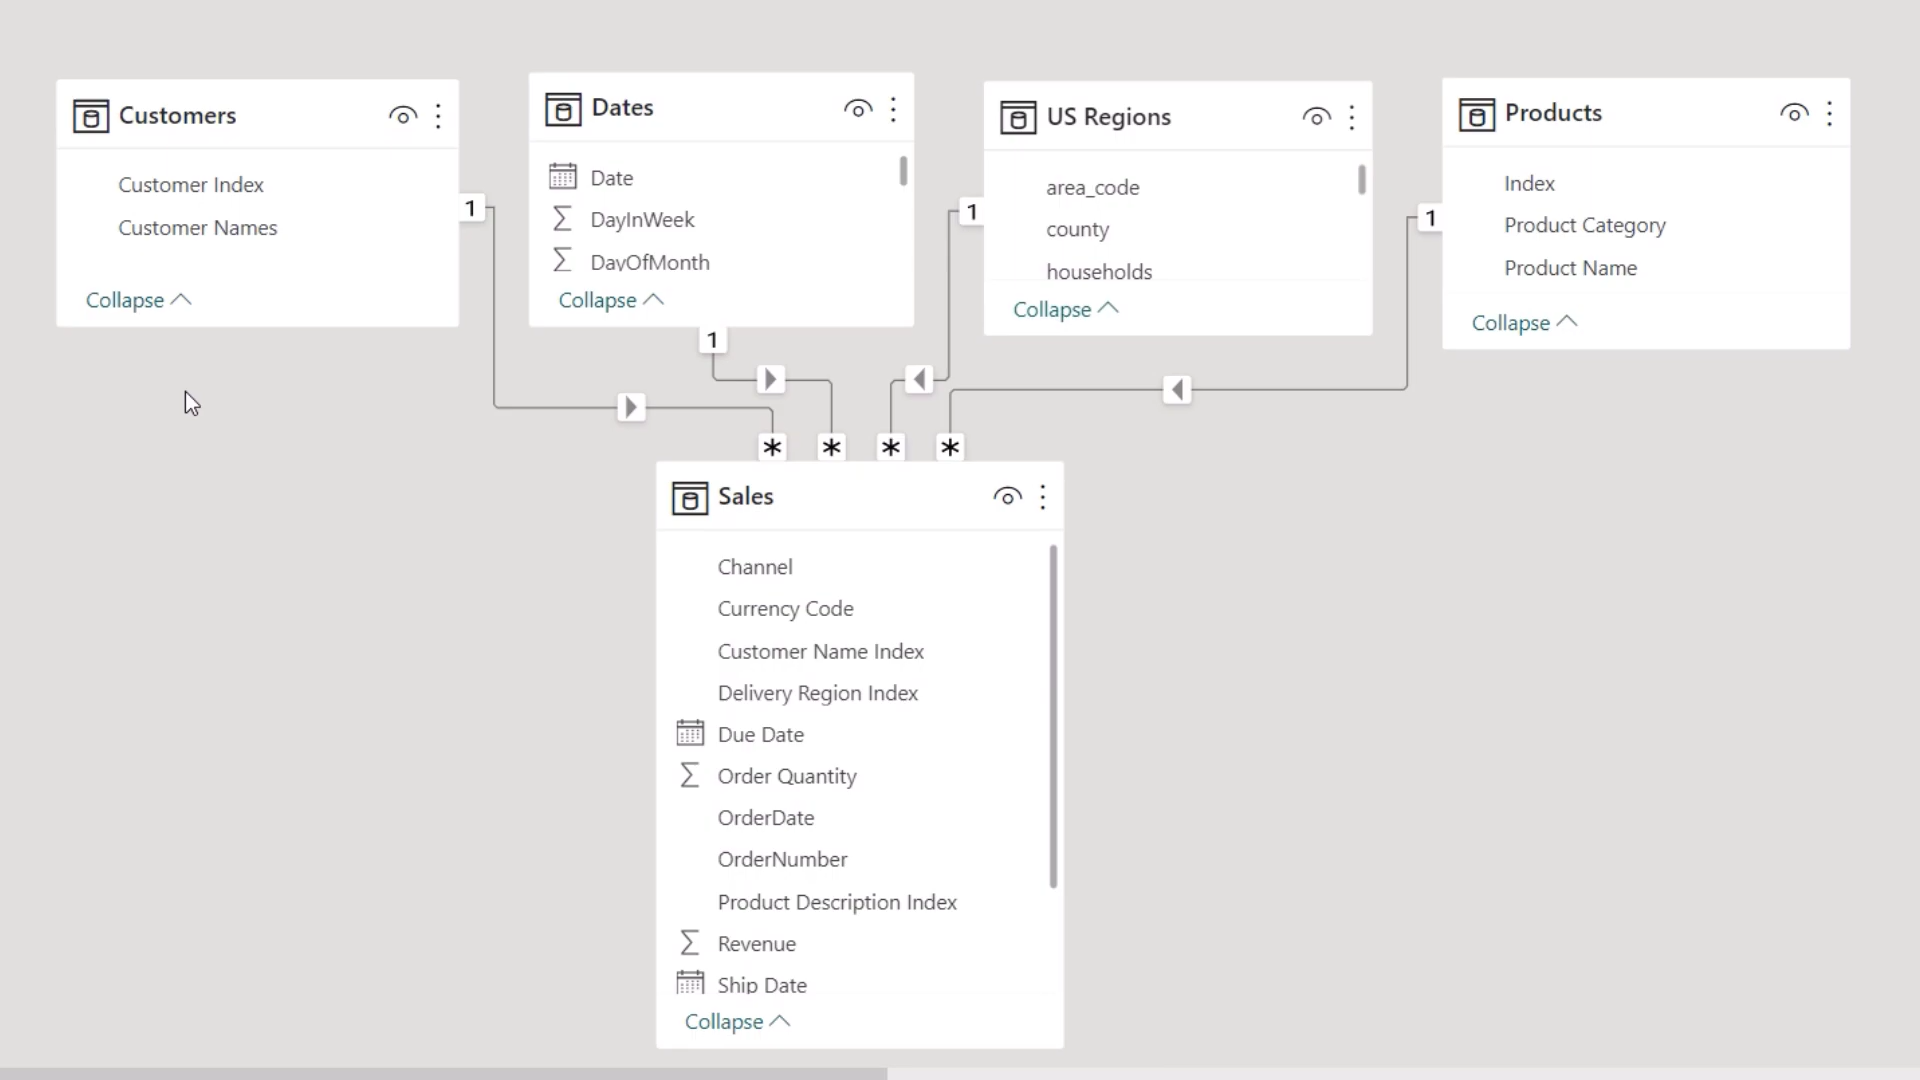 Customers
Customer Index
Customer Names
Collapse
Dates
Date
DayInWeek
DayOfMonth
Collapse
US Regions
area_code
county
households
Collapse
Products
Index
Product Category
Product Name
Collapse
1
1
1
1
* * * *
Sales
Channel
Currency Code
Customer Name Index
Delivery Region Index
Due Date
Order Quantity
OrderDate
OrderNumber
Product Description Index
Revenue
Ship Date
Collapse